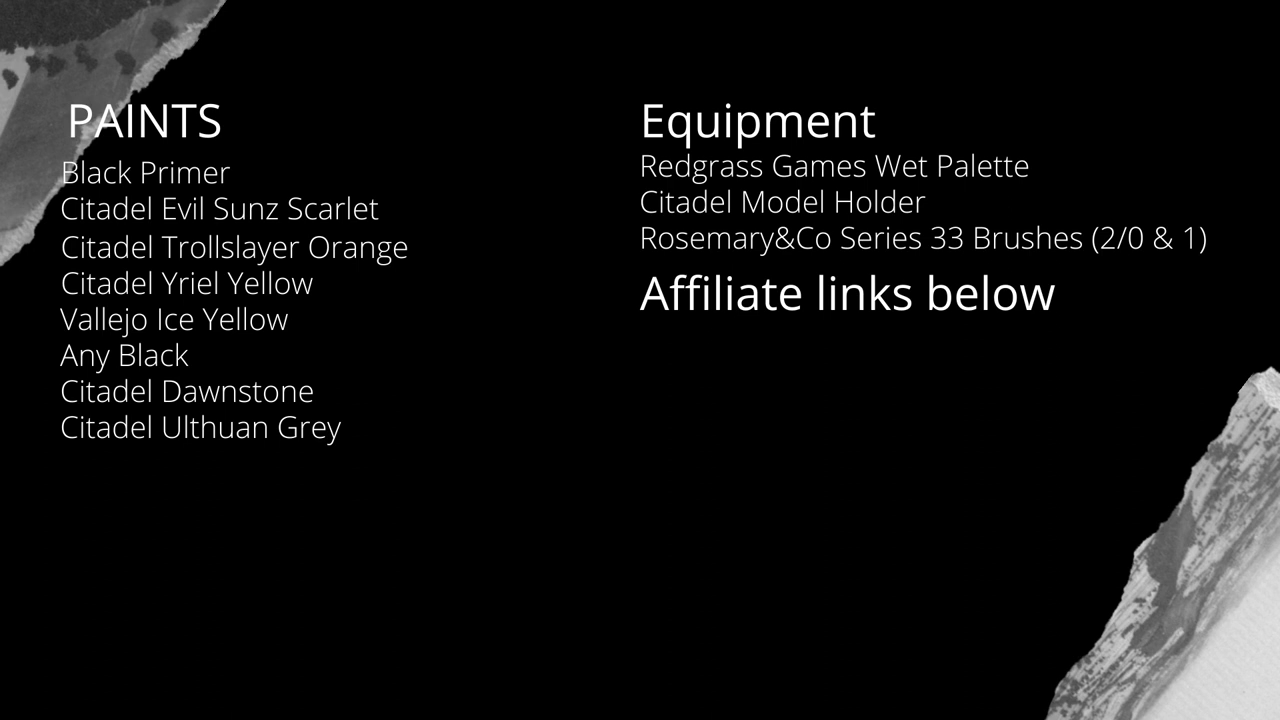 PAINTS
Black Primer
Citadel Evil Sunz Scarlet
Citadel Trollslayer Orange
Citadel Yriel Yellow
Vallejo Ice Yellow
Any Black
Citadel Dawnstone
Citadel Ulthuan Grey
Equipment
Redgrass Games Wet Palette
Citadel Model Holder
Rosemary&Co Series 33 Brushes (2/0 & 1)
Affiliate links below